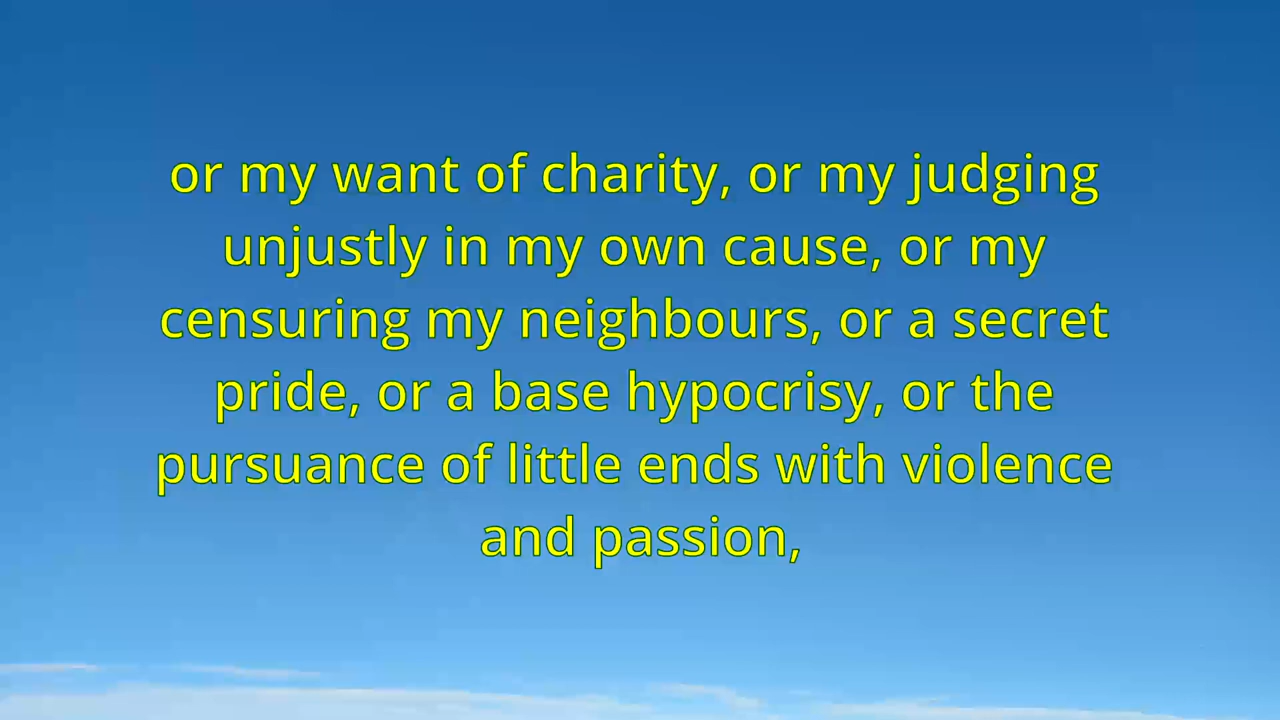 or my want of charity, or my judging
unjustly in my own cause, or my
censuring my neighbours, or a secret
pride, or a base hypocrisy, or the
pursuance of little ends with violence
and passion,